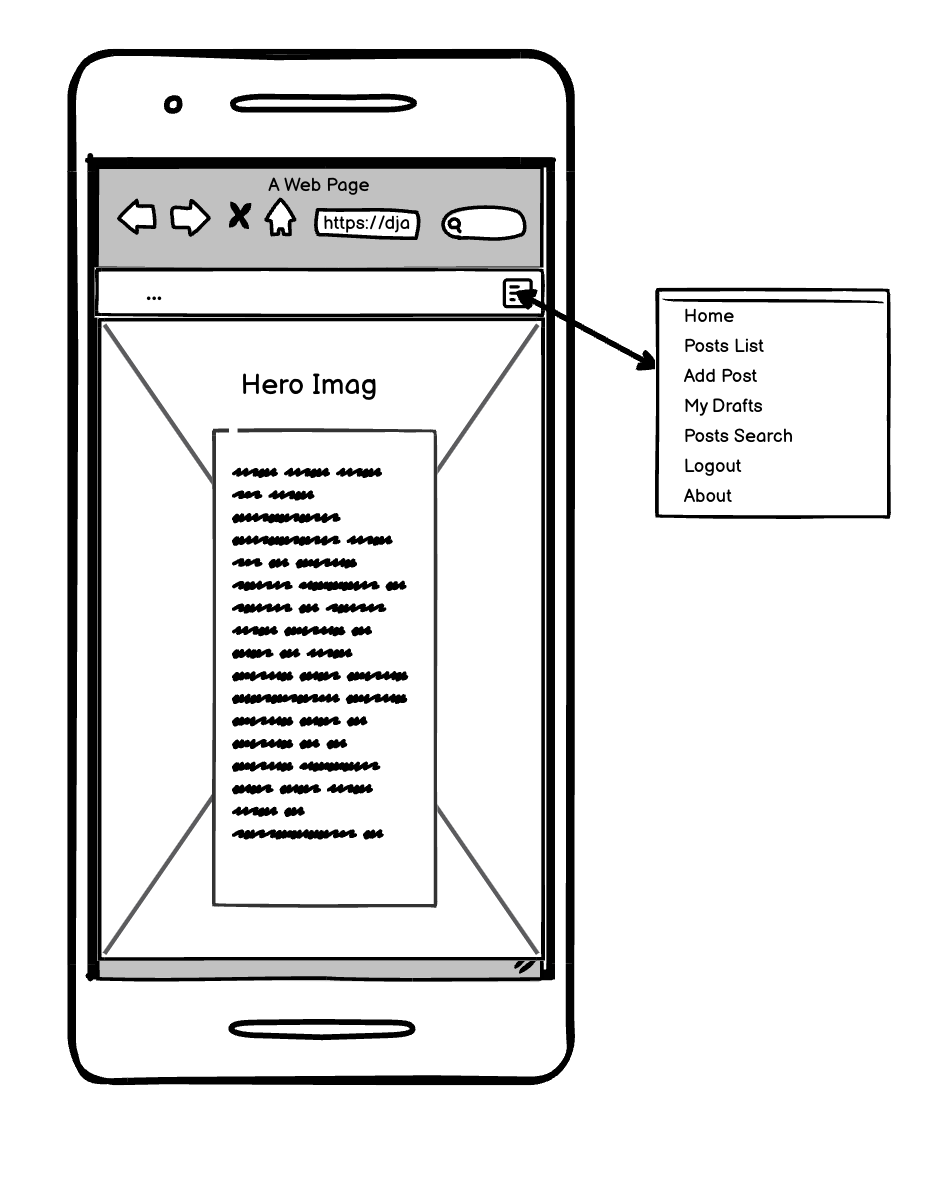 A Web Page
https://dja
...
Hero Imag
Home
Posts List
Add Post
My Drafts
Posts Search
Logout
About